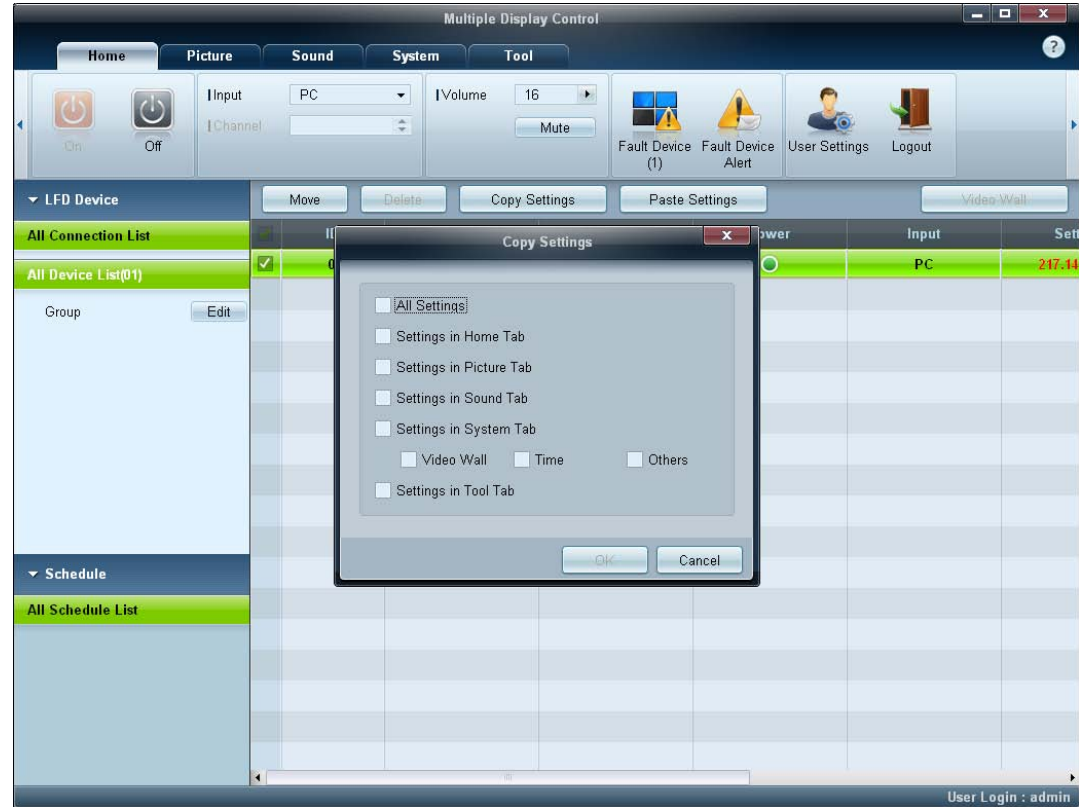 Multiple Display Control
Home Picture Sound System Tool
Input PC Volume 16
On Off Channel Mute
Fault Device (1)
Fault Device Alert
User Settings Logout
LFD Device
Move Delete Copy Settings Paste Settings Video Wall
All Connection List
Input
All Device List(01)
PC 217.14
Group Edit
Copy Settings
All Settings
Settings in Home Tab
Settings in Picture Tab
Settings in Sound Tab
Settings in System Tab
Video Wall Time Others
Settings in Tool Tab
OK Cancel
Schedule
All Schedule List
User Login : admin